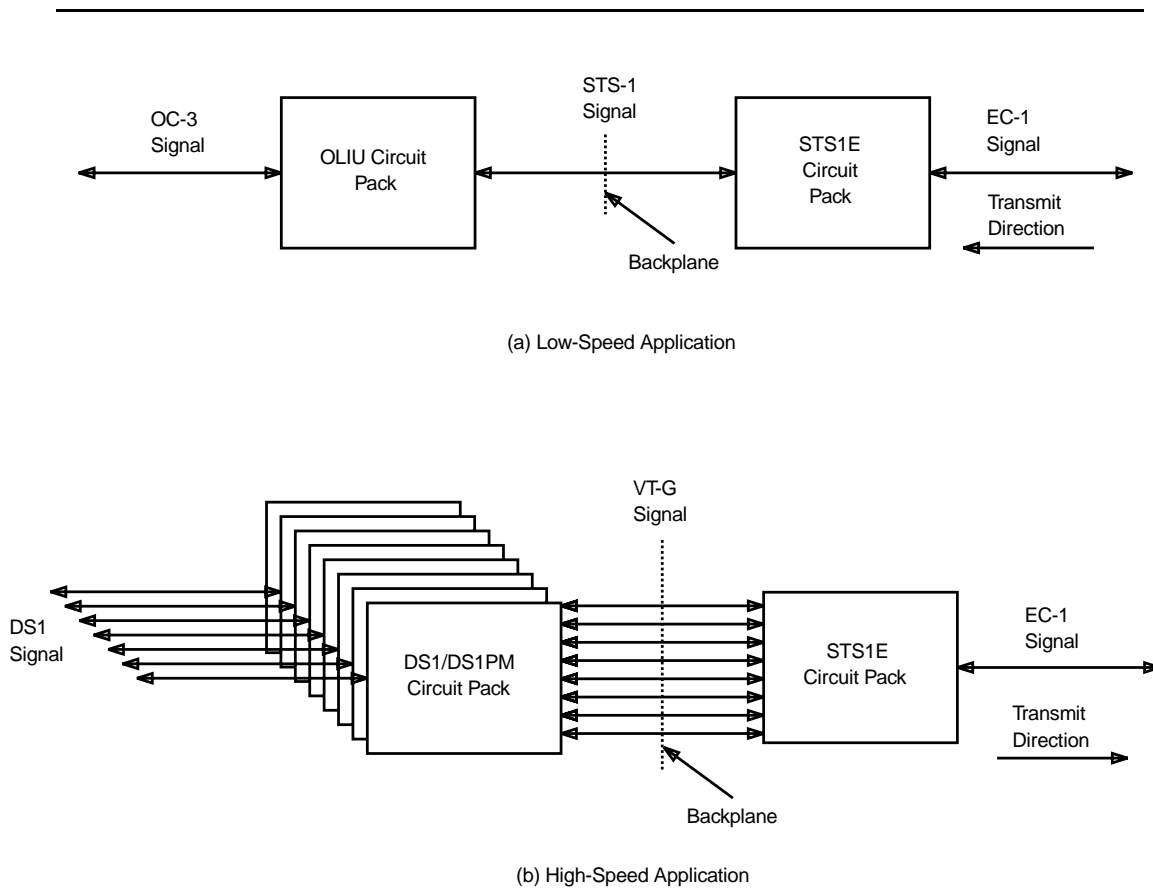 OC-3
Signal
OLIU Circuit
Pack
STS-1
Signal
Backplane
STS1E
Circuit
Pack
EC-1
Signal
Transmit
Direction
(a) Low-Speed Application
DS1
Signal
DS1/DS1PM
Circuit Pack
VT-G
Signal
Backplane
STS1E
Circuit Pack
EC-1
Signal
Transmit
Direction
(b) High-Speed Application